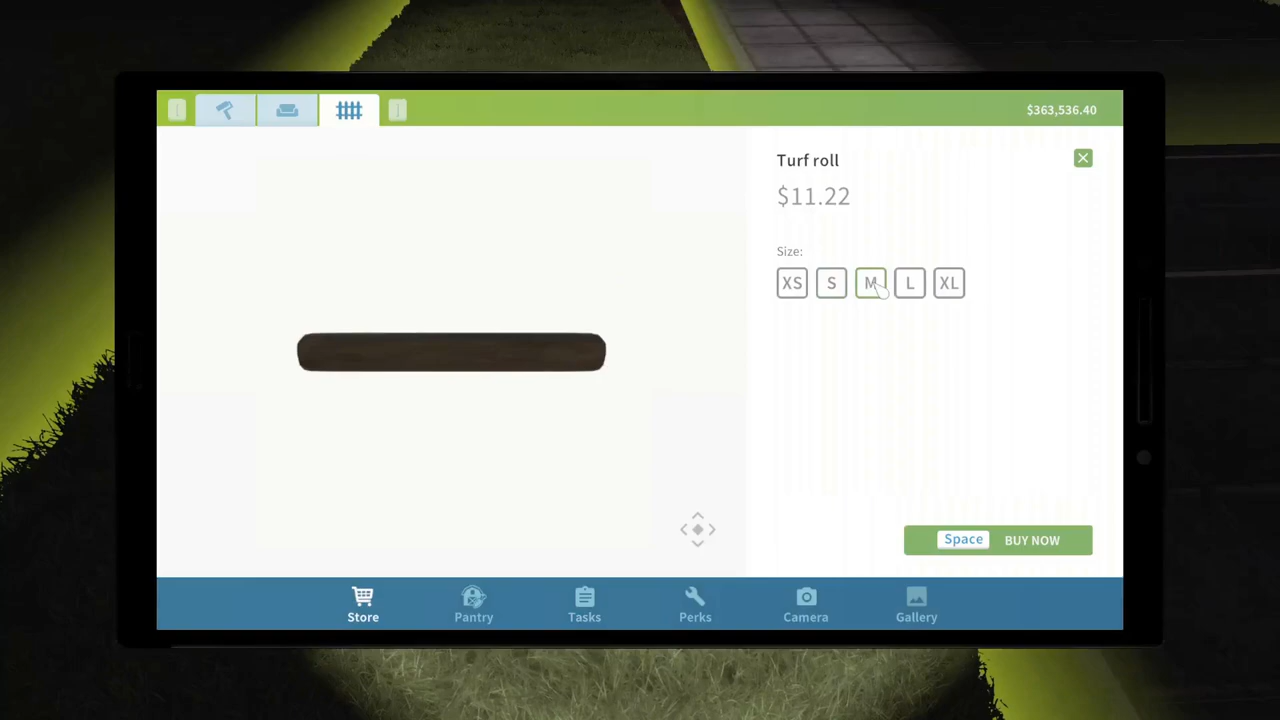 $363,536.40
Turf roll
$11.22
Size:
XS S M L XL
Space BUY NOW
Store Pantry Tasks Perks Camera Gallery